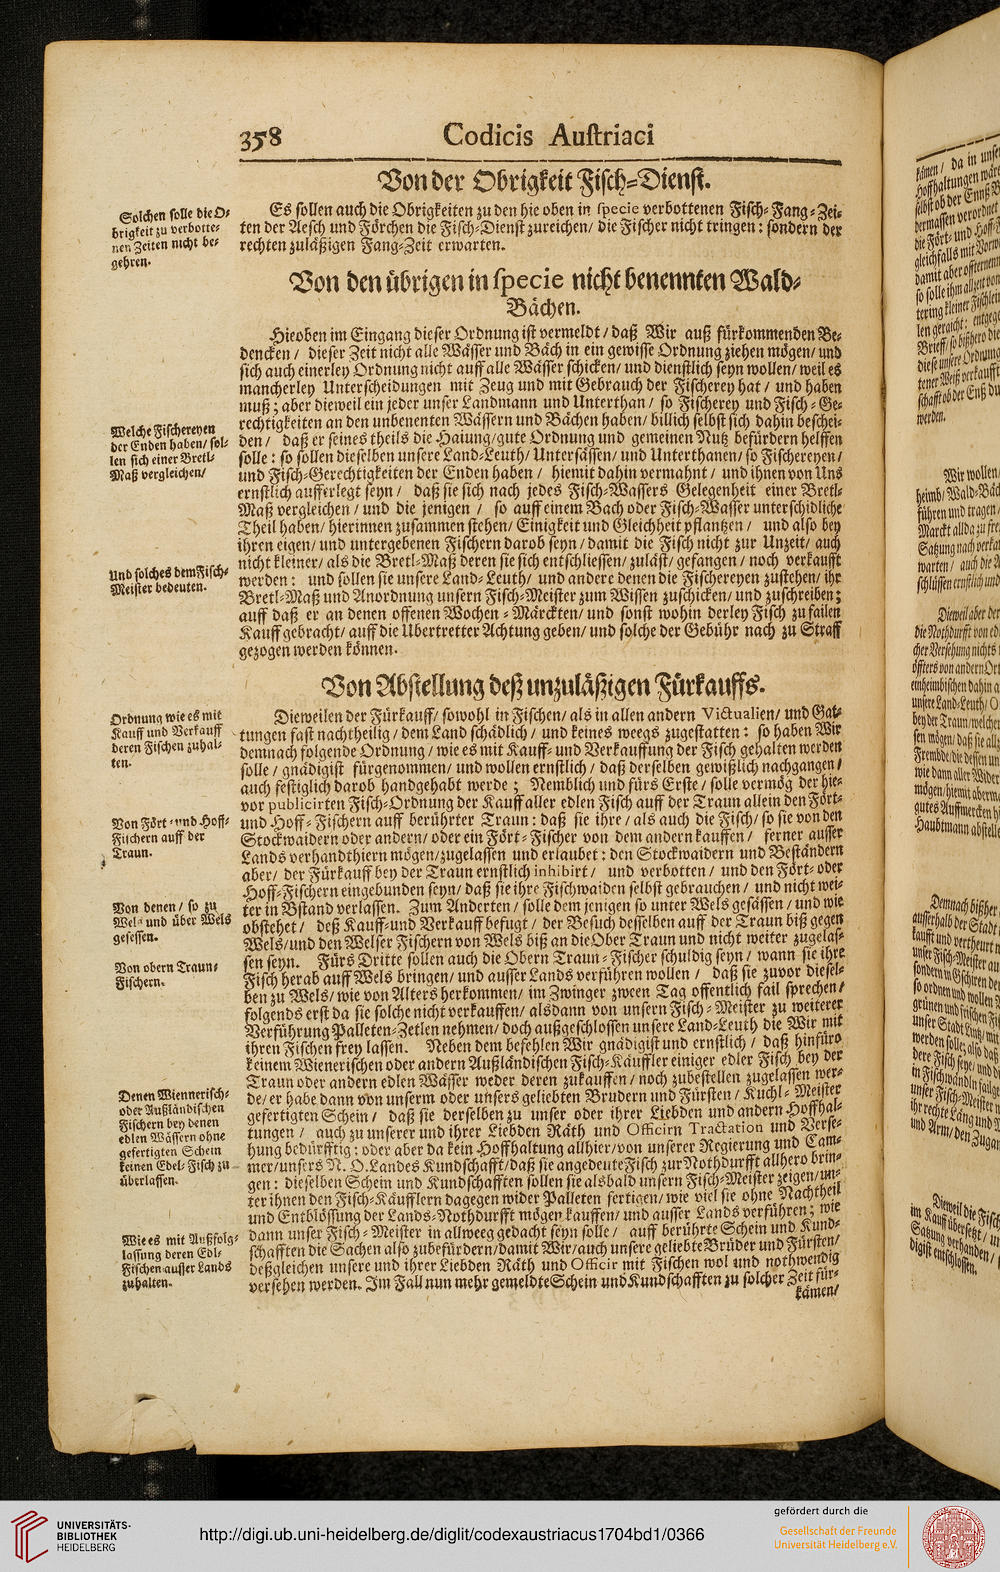 358 Codicis Austriaci
Von der Obrigkeit Fisch-Dienst.
Solchen solle die O-
brigkeit zu verbotte-
nen Zeiten nicht be-
gehren.
Es sollen auch die Obrigkeiten zu den hie oben in specie verbottenen Fisch-Fang-Zei-
ten der Aesch und Förchen die Fisch-Dienst zureichen/ die Fischer nicht tringen: sondern der
rechten zuläßigen Fang-Zeit erwarten.
Von den übrigen in specie nicht benennten Wald-
Bächen.
Hieoben im Eingang dieser Ordnung ist vermeldt/ daß Wir auß fürkommenden Be-
dencken/ dieser Zeit nicht alle Wässer und Bäch in ein gewisse Ordnung ziehen mögen/ und
sich auch einerley Ordnung nicht auff alle Wässer schicken/ und dienstlich seyn wollen/ weil es
mancherley Unterscheidungen mit Zeug und mit Gebrauch der Fischerey hat/ und haben
muß; aber dieweil ein jeder unser Landmann und Unterthan/ so Fischerey und Fisch-Ge-
rechtigkeiten an den unbenenten Wässern und Bächen haben/ billich selbst sich dahin beschei-
den/ daß er seines theils die Haiung/ gute Ordnung und gemeinen Nutz befürdern helffen
solle: so sollen dieselben unsere Land-Leuth/ Untersässen/ und Unterthanen/ so Fischereyen/
und Fisch-Gerechtigkeiten der Enden haben/ hiemit dahin vermahnt/ und ihnen von Uns
ernstlich aufferlegt seyn/ daß sie sich nach jedes Fisch-Wassers Gelegenheit einer Bretl-
Maß vergleichen/ und die jenigen/ so auff einem Bach oder Fisch-Wasser unterschidliche
Theil haben/ hierinnen zusammen stehen/ Einigkeit und Gleichheit pflantzen/ und also bey
ihren eigen/ und untergebenen Fischern darob seyn/ damit die Fisch nicht zur Unzeit/ auch
nicht kleiner/ als die Bretl-Maß deren sie sich entschliessen/ zuläst/ gefangen/ noch verkaufft
werden: und sollen sie unsere Land-Leuth/ und andere denen die Fischereyen zustehen/ ihr
Bretl-Maß und Anordnung unsern Fisch-Meister zum Wissen zuschicken/ und zuschreiben;
auff daß er an denen offenen Wochen-Märckten/ und sonst wohin derley Fisch zu failen
Kauff gebracht/ auff die Ubertretter Achtung geben/ und solche der Gebühr nach zu Straff
gezogen werden können.
Welche Fischereyen
der Enden haben/ sol-
len sich einer Bretl-
Maß vergleichen/
Und solches dem Fisch-
Meister bedeuten.
Von Abstellung deß unzuläßigen Fürkauffs.
Dieweilen der Fürkauff/ sowohl in Fischen/ als in allen andern Victualien/ und Gat-
tungen fast nachtheilig/ dem Land schädlich/ und keines weegs zugestatten: so haben Wir
demnach folgende Ordnung/ wie es mit Kauff- und Verkauffung der Fisch gehalten werden
solle/ gnädigist fürgenommen/ und wollen ernstlich/ daß derselben gewißlich nachgangen/
auch festiglich darob handgehabt werde; Nemblich und fürs Erste/ solle vermög der hie-
vor publicirten Fisch-Ordnung der Kauff aller edlen Fisch auff der Traun allein den Fört-
und Hoff-Fischern auff berührter Traun: daß sie ihre/ als auch die Fisch/ so sie von den
Stockwaidern oder andern/ oder ein Fört-Fischer von dem andern kauffen/ ferner ausser
Lands verhandthiern mögen/ zugelassen und erlaubet: den Stockwaidern und Beständern
aber/ der Fürkauff bey der Traun ernstlich inhibirt/ und verbotten/ und den Fört- oder
Hoff-Fischern eingebunden seyn/ daß sie ihre Fischwaiden selbst gebrauchen/ und nicht wei-
ter in Bstand verlassen. Zum Anderten/ solle dem jenigen so unter Wels gesässen/ und wie
obstehet/ deß Kauff- und Verkauff befugt/ der Besuch desselben auff der Traun biß gegen
Wels/ und den Welser Fischern von Wels biß an die Ober Traun und nicht weiter zugelas-
sen seyn. Fürs Dritte sollen auch die Obern Traun-Fischer schuldig seyn/ wann sie ihre
Fisch herab auff Wels bringen/ und ausser Lands verführen wollen/ daß sie zuvor diesel-
ben zu Wels/ wie von Alters herkommen/ im Zwinger zween Tag offentlich fail sprechen/
folgends erst da sie solche nicht verkauffen/ alsdann von unsern Fisch-Meister zu weiterer
Verführung Palleten-Zetlen nehmen/ doch außgeschlossen unsere Land-Leuth die Wir mit
ihren Fischen frey lassen. Neben dem befehlen Wir gnädigist und ernstlich/ daß hinfüro
keinem Wienerischen oder andern Außländischen Fisch-Käuffler einiger edler Fisch bey der
Traun oder andern edlen Wässer weder deren zukauffen/ noch zubestellen zugelassen wer-
de/ er habe dann von unserm oder unsers geliebten Brudern und Fürsten/ Kuchl-Meister
gefertigten Schein/ daß sie derselben zu unser oder ihrer Liebden und andern Hoffhal-
tungen/ auch zu unserer und ihrer Liebden Räth und Officirn Tractation und Verse-
hung bedürfftig: oder aber da kein Hoffhaltung allhier/ von unserer Regierung und Cam-
mer/ unsers N. O. Landes Kundschafft/ daß sie angedeute Fisch zur Nothdurfft allhero brin-
gen: dieselben Schein und Kundschafften sollen sie alsbald unsern Fisch-Meister zeigen/ un-
ter ihnen den Fisch-Käufflern dagegen wider Palleten fertigen/ wie viel sie ohne Nachtheil
und Entblössung der Lands-Nothdurfft mögen kauffen/ und ausser Lands verführen; wie
dann unser Fisch-Meister in allweeg gedacht seyn solle/ auff berührte Schein und Kund-
schafften die Sachen also zubefürdern/ damit Wir/ auch unsere geliebte Brüder und Fürsten/
deßgleichen unsere und ihrer Liebden Räth und Officir mit Fischen wol und nothwendig
versehen werden. Im Fall nun mehr gemeldte Schein und Kundschafften zu solcher Zeit für-
kämen/
Ordnung wie es mit
Kauff und Verkauff
deren Fischen zuhal-
ten.
Von Fört- und Hoff-
Fischern auff der
Traun.
Von denen/ so zu
Wels und über Wels
gesessen.
Von obern Traun-
Fischern.
Denen Wiennerisch-
oder Außländischen
Fischern bey denen
edlen Wässern ohne
gefertigten Schein
keinen Edel-Fisch zu
überlassen.
Wie es mit Außfolg-
lassung deren Edl-
Fischen ausser Lands
zuhalten.
UNIVERSITÄTS-
BIBLIOTHEK
HEIDELBERG
http://digi.ub.uni-heidelberg.de/diglit/codexaustriacus1704bd1/0366
gefördert durch die
Gesellschaft der Freunde
Universität Heidelberg e.V.